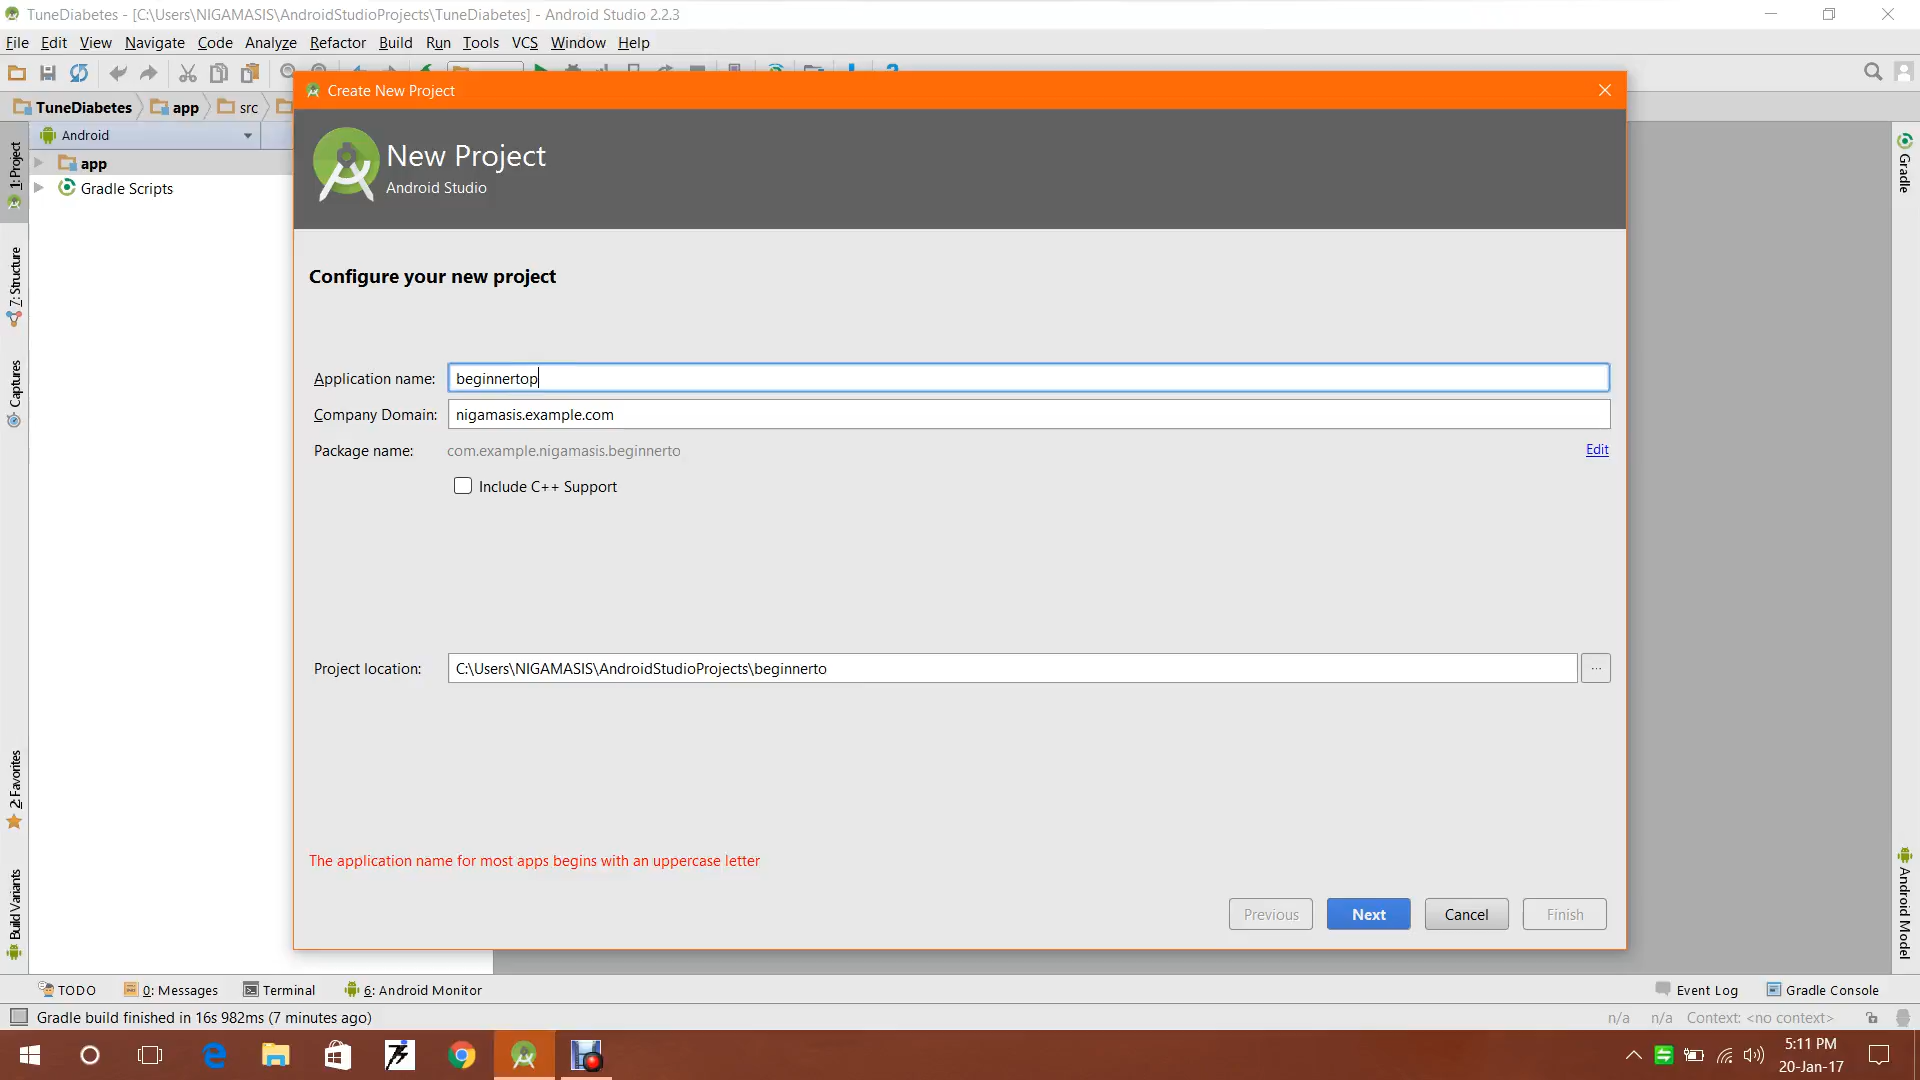 TuneDiabetes - [C:\Users\NIGAMASIS\AndroidStudioProjects\TuneDiabetes] - Android Studio 2.2.3
File Edit View Navigate Code Analyze Refactor Build Run Tools VCS Window Help
Create New Project
TuneDiabetes app src
Android
app
Gradle Scripts
1: Project
7: Structure
Captures
2: Favorites
Build Variants
Gradle
Android Model
New Project
Android Studio
Configure your new project
Application name: beginnertop
Company Domain: nigamasis.example.com
Package name: com.example.nigamasis.beginnerto Edit
Include C++ Support
Project location: C:\Users\NIGAMASIS\AndroidStudioProjects\beginnerto ...
The application name for most apps begins with an uppercase letter
Previous Next Cancel Finish
TODO 0: Messages Terminal 6: Android Monitor Event Log Gradle Console
Gradle build finished in 16s 982ms (7 minutes ago) n/a n/a Context: <no context>
5:11 PM
20-Jan-17